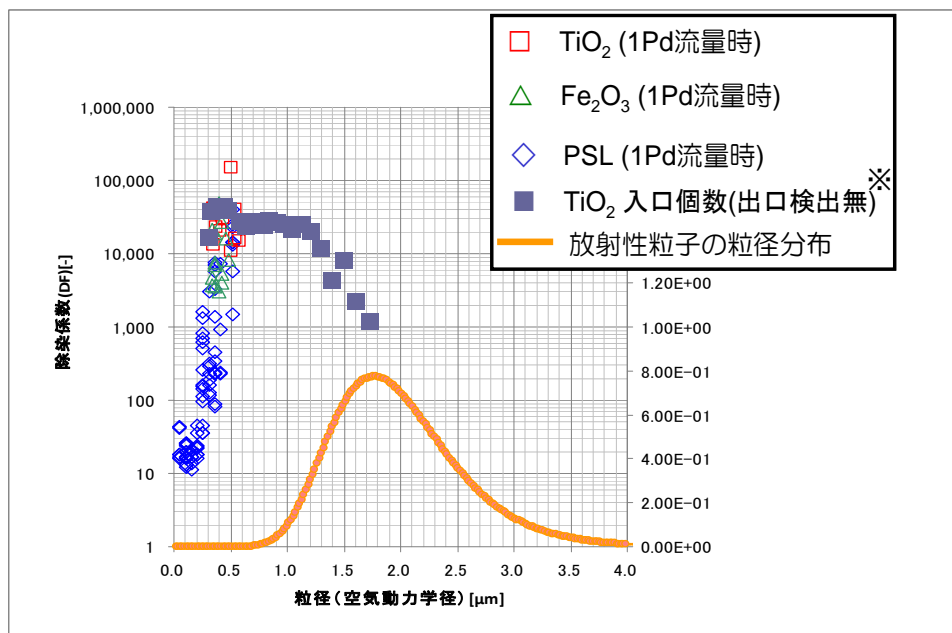 TiO₂ (1Pd流量時)
Fe₂O₃ (1Pd流量時)
PSL (1Pd流量時)
TiO₂ 入口個数(出口検出無)※
放射性粒子の粒径分布
1,000,000
100,000
10,000
1,000
100
10
1
除染係数(DF)[-]
1.20E+00
1.00E+00
8.00E-01
6.00E-01
4.00E-01
2.00E-01
0.00E+00
0.0 0.5 1.0 1.5 2.0 2.5 3.0 3.5 4.0
粒径(空気動力学径) [μm]